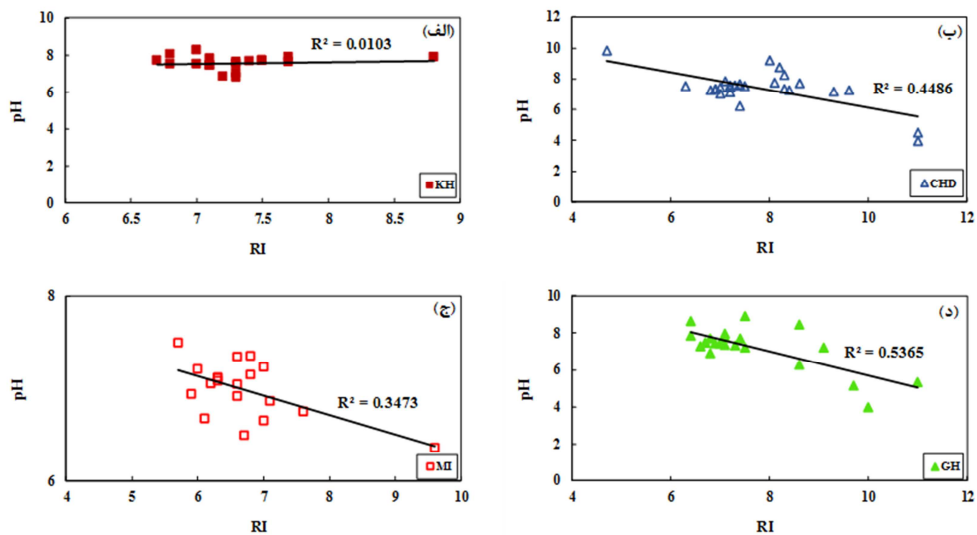 (الف)
10
8
6
4
2
0
pH
R² = 0.0103
KH
6 6.5 7 7.5 8 8.5 9
RI
(ب)
12
10
8
6
4
2
0
pH
R² = 0.4486
CHD
4 6 8 10 12
RI
(ج)
8
6
pH
R² = 0.3473
MI
4 5 6 7 8 9 10
RI
(د)
10
8
6
4
2
0
pH
R² = 0.5365
GH
4 6 8 10 12
RI